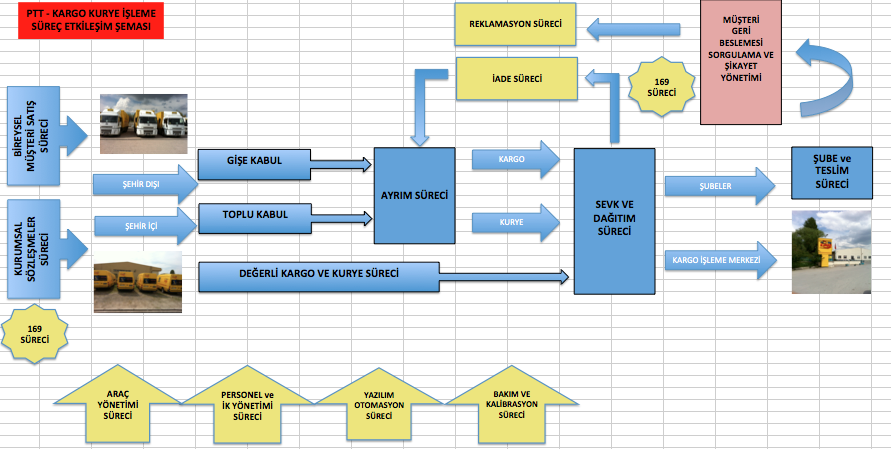 PTT - KARGO KURYE İŞLEME
SÜREÇ ETKİLEŞİM ŞEMASI
REKLAMASYON SÜRECİ
MÜŞTERİ
GERİ
BESLEMESİ
SORGULAMA VE
ŞİKAYET
YÖNETİMİ
İADE SÜRECİ
169
SÜRECİ
BİREYSEL
MÜŞTERİ SATIŞ
SÜRECİ
ŞEHİR DIŞI
GİŞE KABUL
AYRIM SÜRECİ
KARGO
SEVK VE
DAĞITIM
SÜRECİ
ŞUBELER
ŞUBE ve
TESLİM
SÜRECİ
KURUMSAL
SÖZLEŞMELER
SÜRECİ
ŞEHİR İÇİ
TOPLU KABUL
KURYE
DEĞERLİ KARGO VE KURYE SÜRECİ
KARGO İŞLEME MERKEZİ
169
SÜRECİ
ARAÇ
YÖNETİMİ
SÜRECİ
PERSONEL ve
İK YÖNETİMİ
SÜRECİ
YAZILIM
OTOMASYON
SÜRECİ
BAKIM VE
KALİBRASYON
SÜRECİ